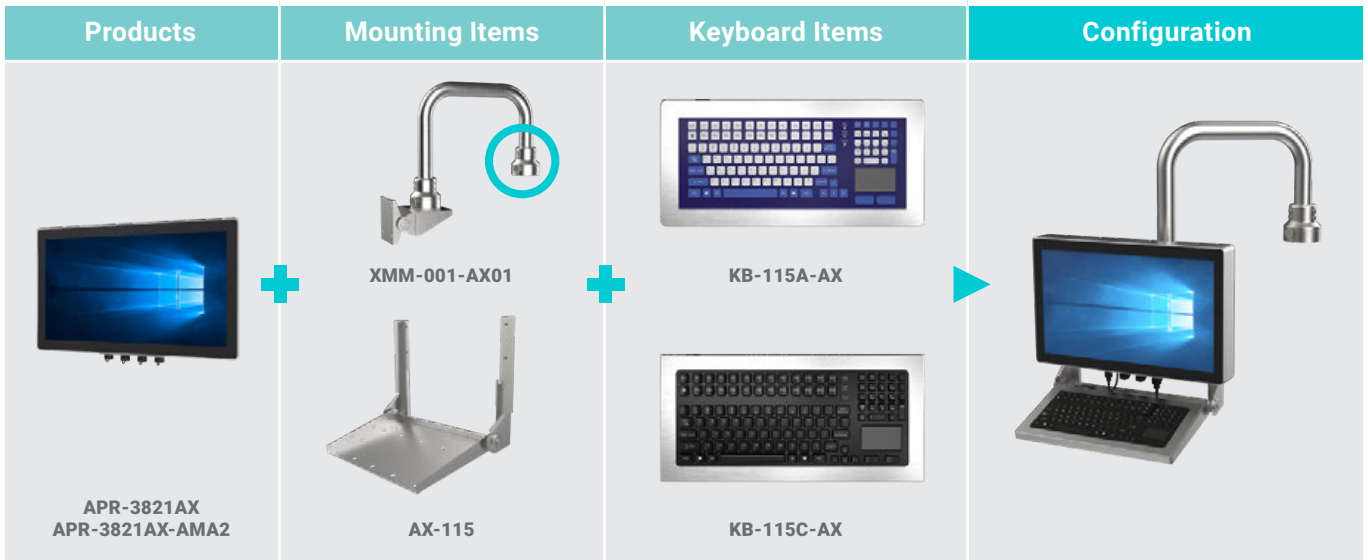 Products
Mounting Items
Keyboard Items
Configuration
XMM-001-AX01
KB-115A-AX
APR-3821AX
APR-3821AX-AMA2
AX-115
KB-115C-AX